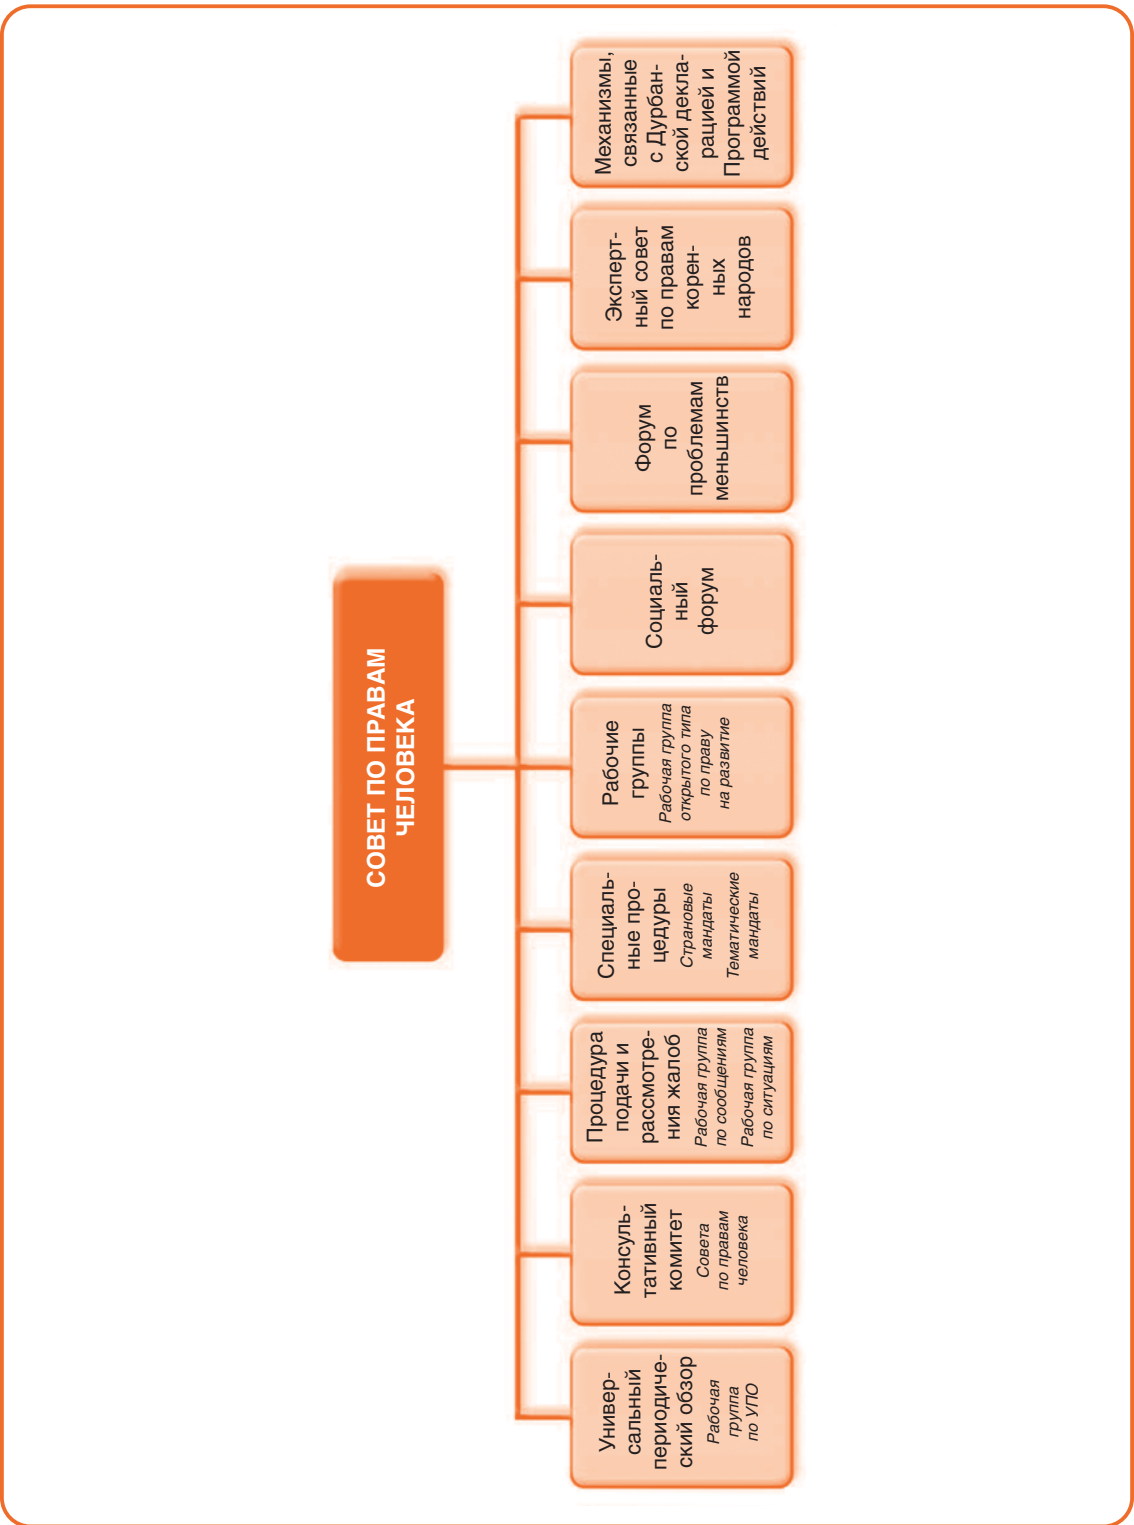 СОВЕТ ПО ПРАВАМ
ЧЕЛОВЕКА
Универ-
сальный
периодиче-
ский обзор
Рабочая
группа
по УПО
Консуль-
тативный
комитет
Совета
по правам
человека
Процедура
подачи и
рассмотре-
ния жалоб
Рабочая группа
по сообщениям
Рабочая группа
по ситуациям
Специаль-
ные про-
цедуры
Страновые
мандаты
Тематические
мандаты
Рабочие
группы
Рабочая группа
открытого типа
по праву
на развитие
Социаль-
ный
форум
Форум
по
проблемам
меньшинств
Эксперт-
ный совет
по правам
корен-
ных
народов
Механизмы,
связанные
с Дурбан-
ской декла-
рацией и
Программой
действий